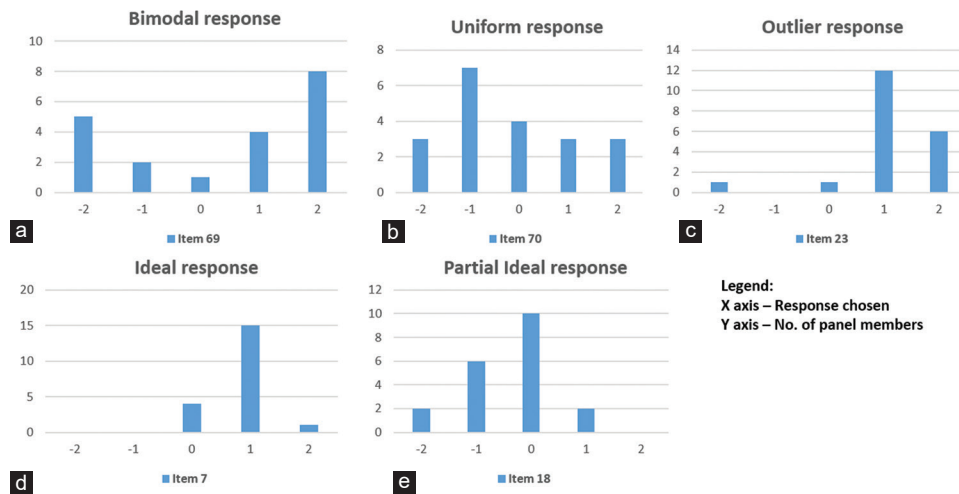 Bimodal response
10
8
6
4
2
0
-2 -1 0 1 2
Item 69
a
Uniform response
8
6
4
2
0
-2 -1 0 1 2
Item 70
b
Outlier response
14
12
10
8
6
4
2
0
-2 -1 0 1 2
Item 23
c
Ideal response
20
15
10
5
0
-2 -1 0 1 2
Item 7
d
Partial Ideal response
12
10
8
6
4
2
0
-2 -1 0 1 2
Item 18
e
Legend:
X axis – Response chosen
Y axis – No. of panel members